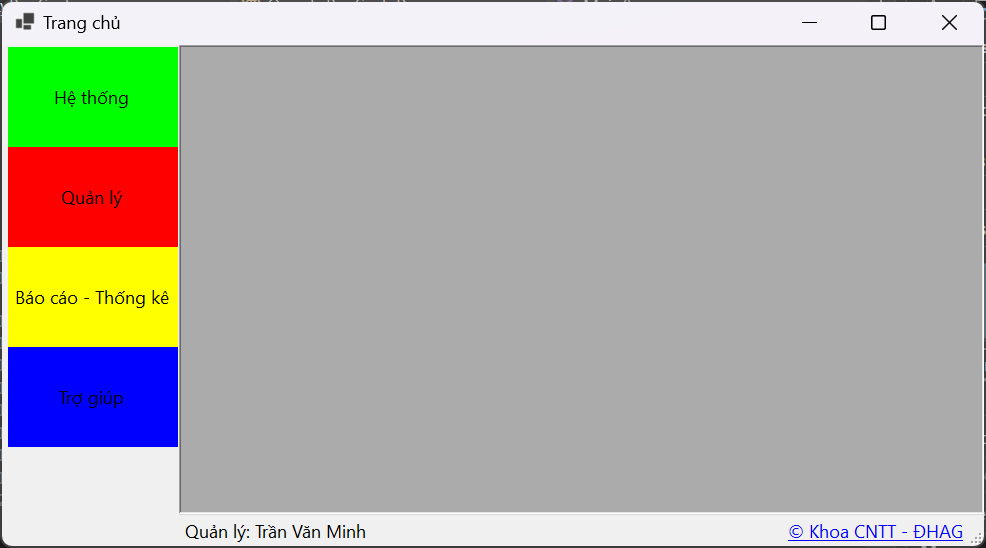 Trang chủ
Hệ thống
Quản lý
Báo cáo - Thống kê
Trợ giúp
Quản lý: Trần Văn Minh
© Khoa CNTT - ĐHAG